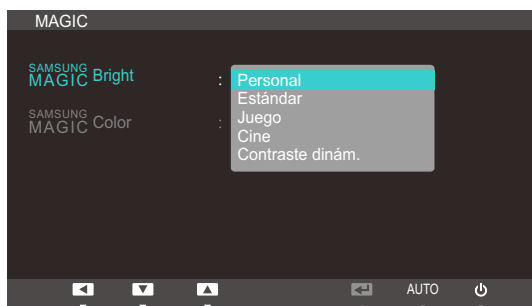 MAGIC
SAMSUNG
MAGIC Bright : Personal
Estándar
Juego
SAMSUNG
MAGIC Color :
Cine
Contraste dinám.
AUTO